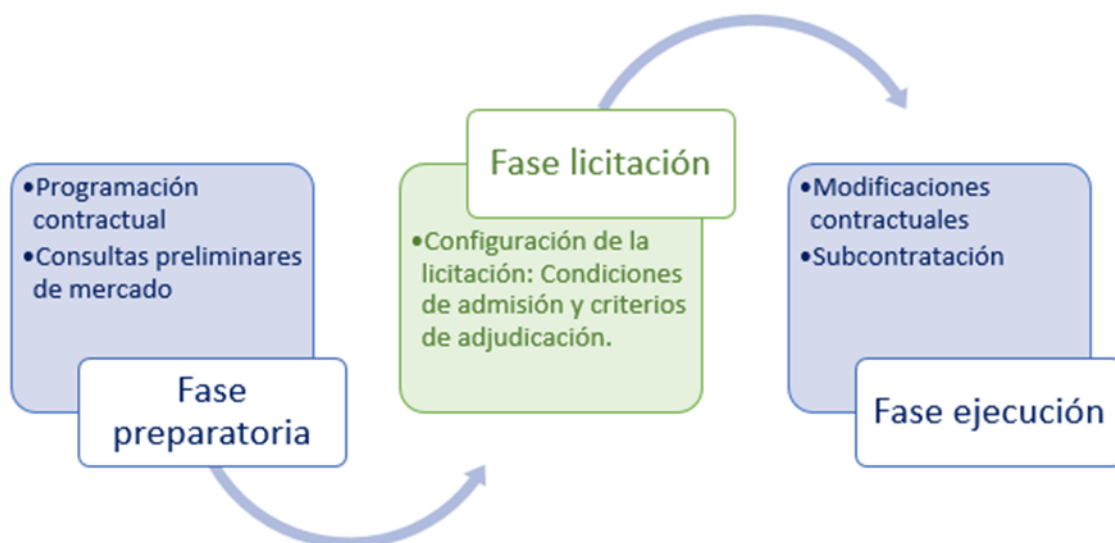 •Programación
contractual
•Consultas preliminares
de mercado
Fase
preparatoria
Fase licitación
•Configuración de la
licitación: Condiciones
de admisión y criterios
de adjudicación.
•Modificaciones
contractuales
•Subcontratación
Fase ejecución